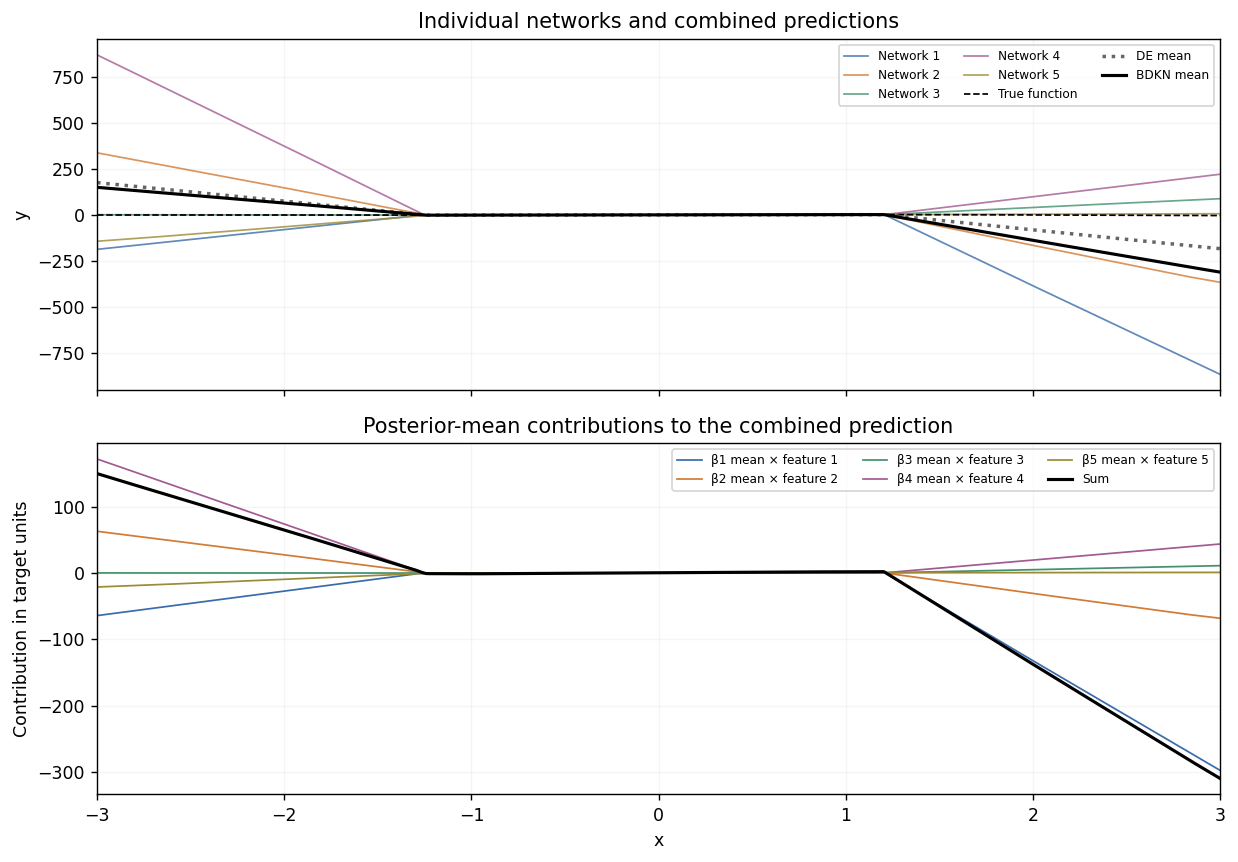 Individual networks and combined predictions
Network 1 Network 4 DE mean
Network 2 Network 5 BDKN mean
Network 3 True function
750
500
250
0
−250
−500
−750
y
Posterior-mean contributions to the combined prediction
β1 mean × feature 1 β3 mean × feature 3 β5 mean × feature 5
β2 mean × feature 2 β4 mean × feature 4 Sum
100
0
−100
−200
−300
Contribution in target units
−3 −2 −1 0 1 2 3
x